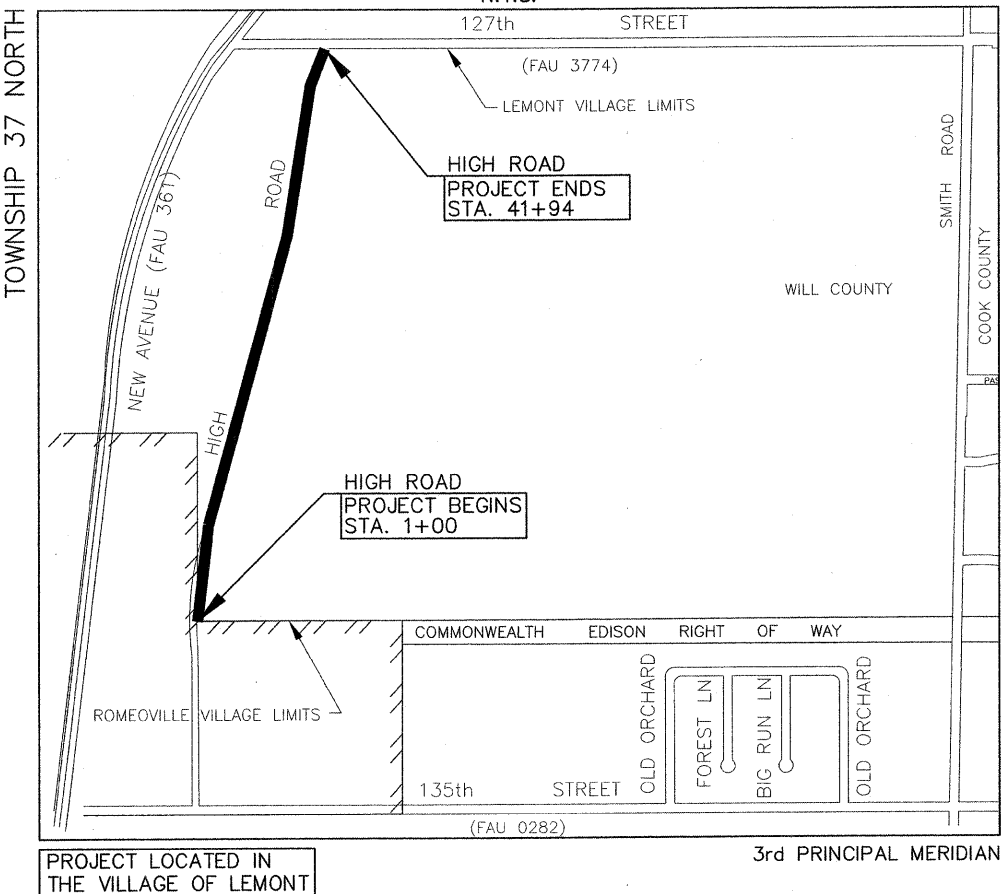 127th STREET
(FAU 3774)
LEMONT VILLAGE LIMITS
TOWNSHIP 37 NORTH
HIGH ROAD
PROJECT ENDS
STA. 41+94
ROAD
SMITH ROAD
NEW AVENUE (FAU 361)
WILL COUNTY
COOK COUNTY
PAS
HIGH
HIGH ROAD
PROJECT BEGINS
STA. 1+00
COMMONWEALTH EDISON RIGHT OF WAY
ROMEOVILLE VILLAGE LIMITS
OLD ORCHARD
FOREST LN
BIG RUN LN
OLD ORCHARD
135th STREET
(FAU 0282)
PROJECT LOCATED IN
THE VILLAGE OF LEMONT
3rd PRINCIPAL MERIDIAN